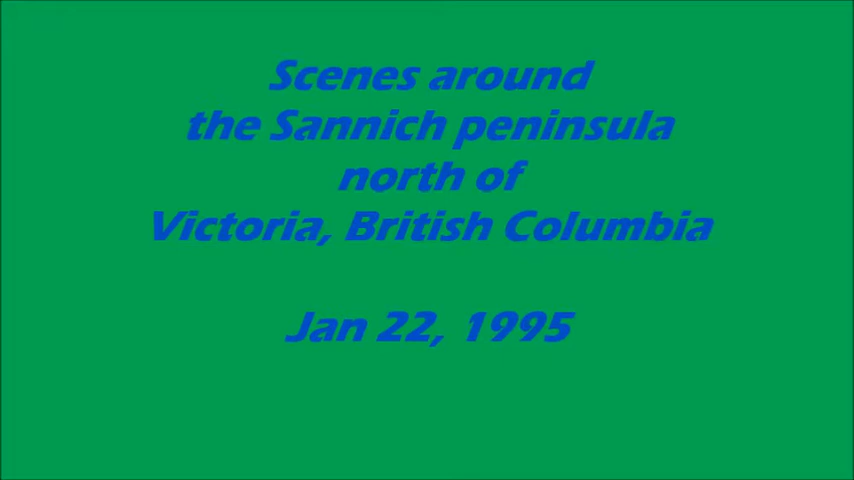 Scenes around
the Sannich peninsula
north of
Victoria, British Columbia
Jan 22, 1995